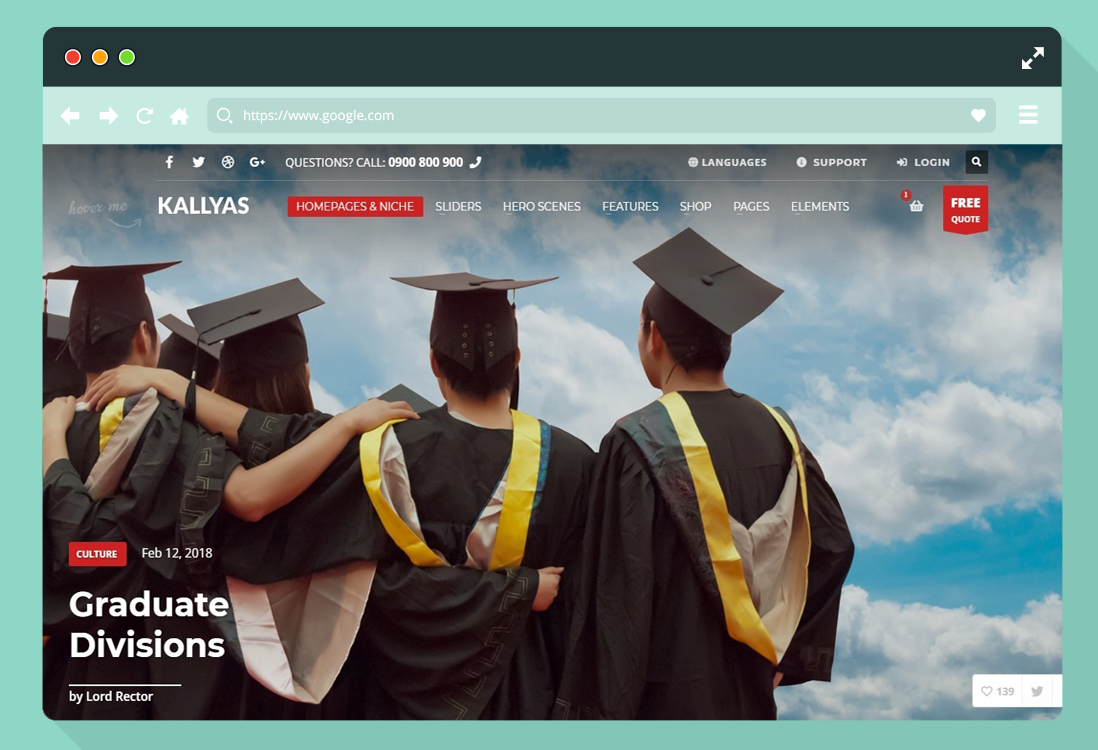 https://www.google.com
QUESTIONS? CALL: 0900 800 900
LANGUAGES
SUPPORT
LOGIN
hover me
KALLYAS
HOMEPAGES & NICHE
SLIDERS
HERO SCENES
FEATURES
SHOP
PAGES
ELEMENTS
1
FREE
QUOTE
CULTURE
Feb 12, 2018
Graduate
Divisions
by Lord Rector
139